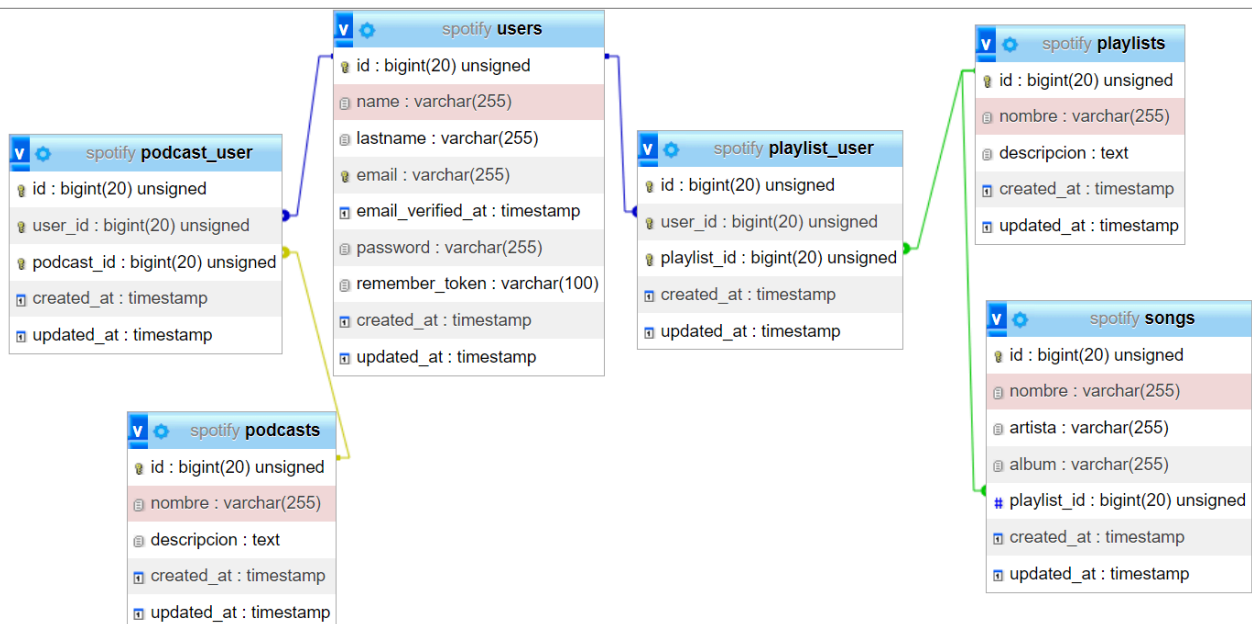 spotify users
id : bigint(20) unsigned
name : varchar(255)
lastname : varchar(255)
email : varchar(255)
email_verified_at : timestamp
password : varchar(255)
remember_token : varchar(100)
created_at : timestamp
updated_at : timestamp
spotify podcast_user
id : bigint(20) unsigned
user_id : bigint(20) unsigned
podcast_id : bigint(20) unsigned
created_at : timestamp
updated_at : timestamp
spotify podcasts
id : bigint(20) unsigned
nombre : varchar(255)
descripcion : text
created_at : timestamp
updated_at : timestamp
spotify playlist_user
id : bigint(20) unsigned
user_id : bigint(20) unsigned
playlist_id : bigint(20) unsigned
created_at : timestamp
updated_at : timestamp
spotify playlists
id : bigint(20) unsigned
nombre : varchar(255)
descripcion : text
created_at : timestamp
updated_at : timestamp
spotify songs
id : bigint(20) unsigned
nombre : varchar(255)
artista : varchar(255)
album : varchar(255)
# playlist_id : bigint(20) unsigned
created_at : timestamp
updated_at : timestamp